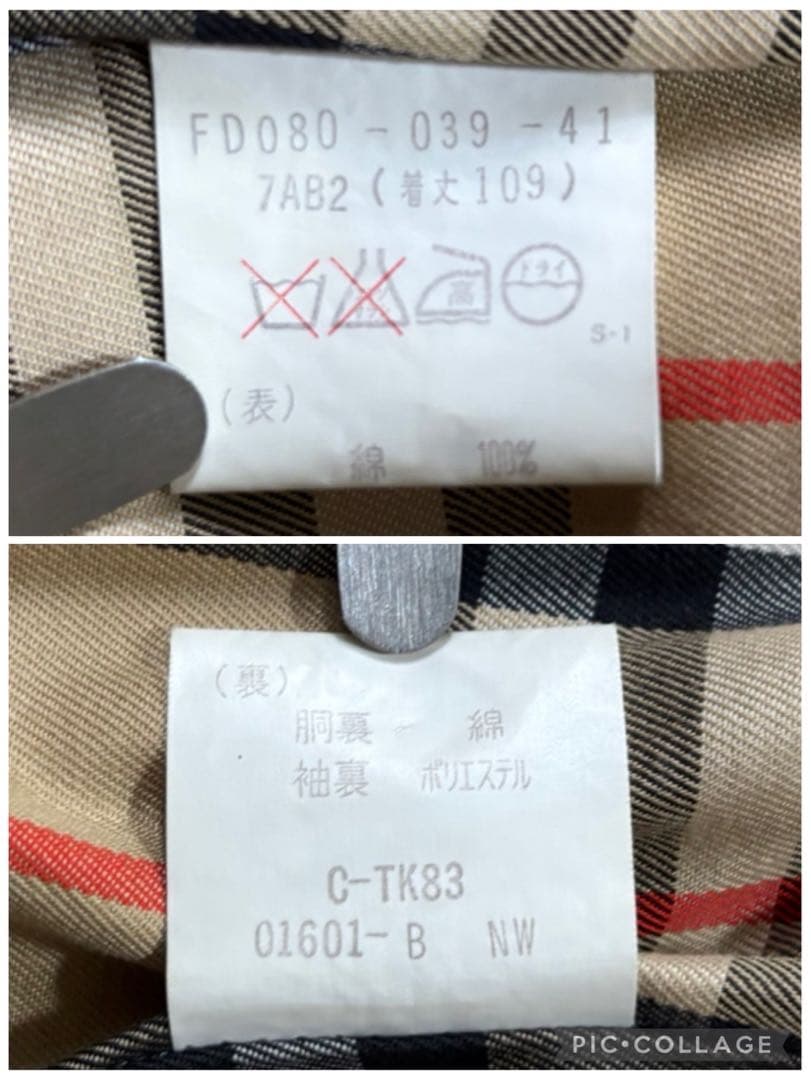 FD080-039-41
7AB2(着丈109)
高 ドライ
S-1
(表)
綿 100%
(裏)
胴裏 綿
袖裏 ポリエステル
C-TK83
01601-B NW
PIC•COLLAGE